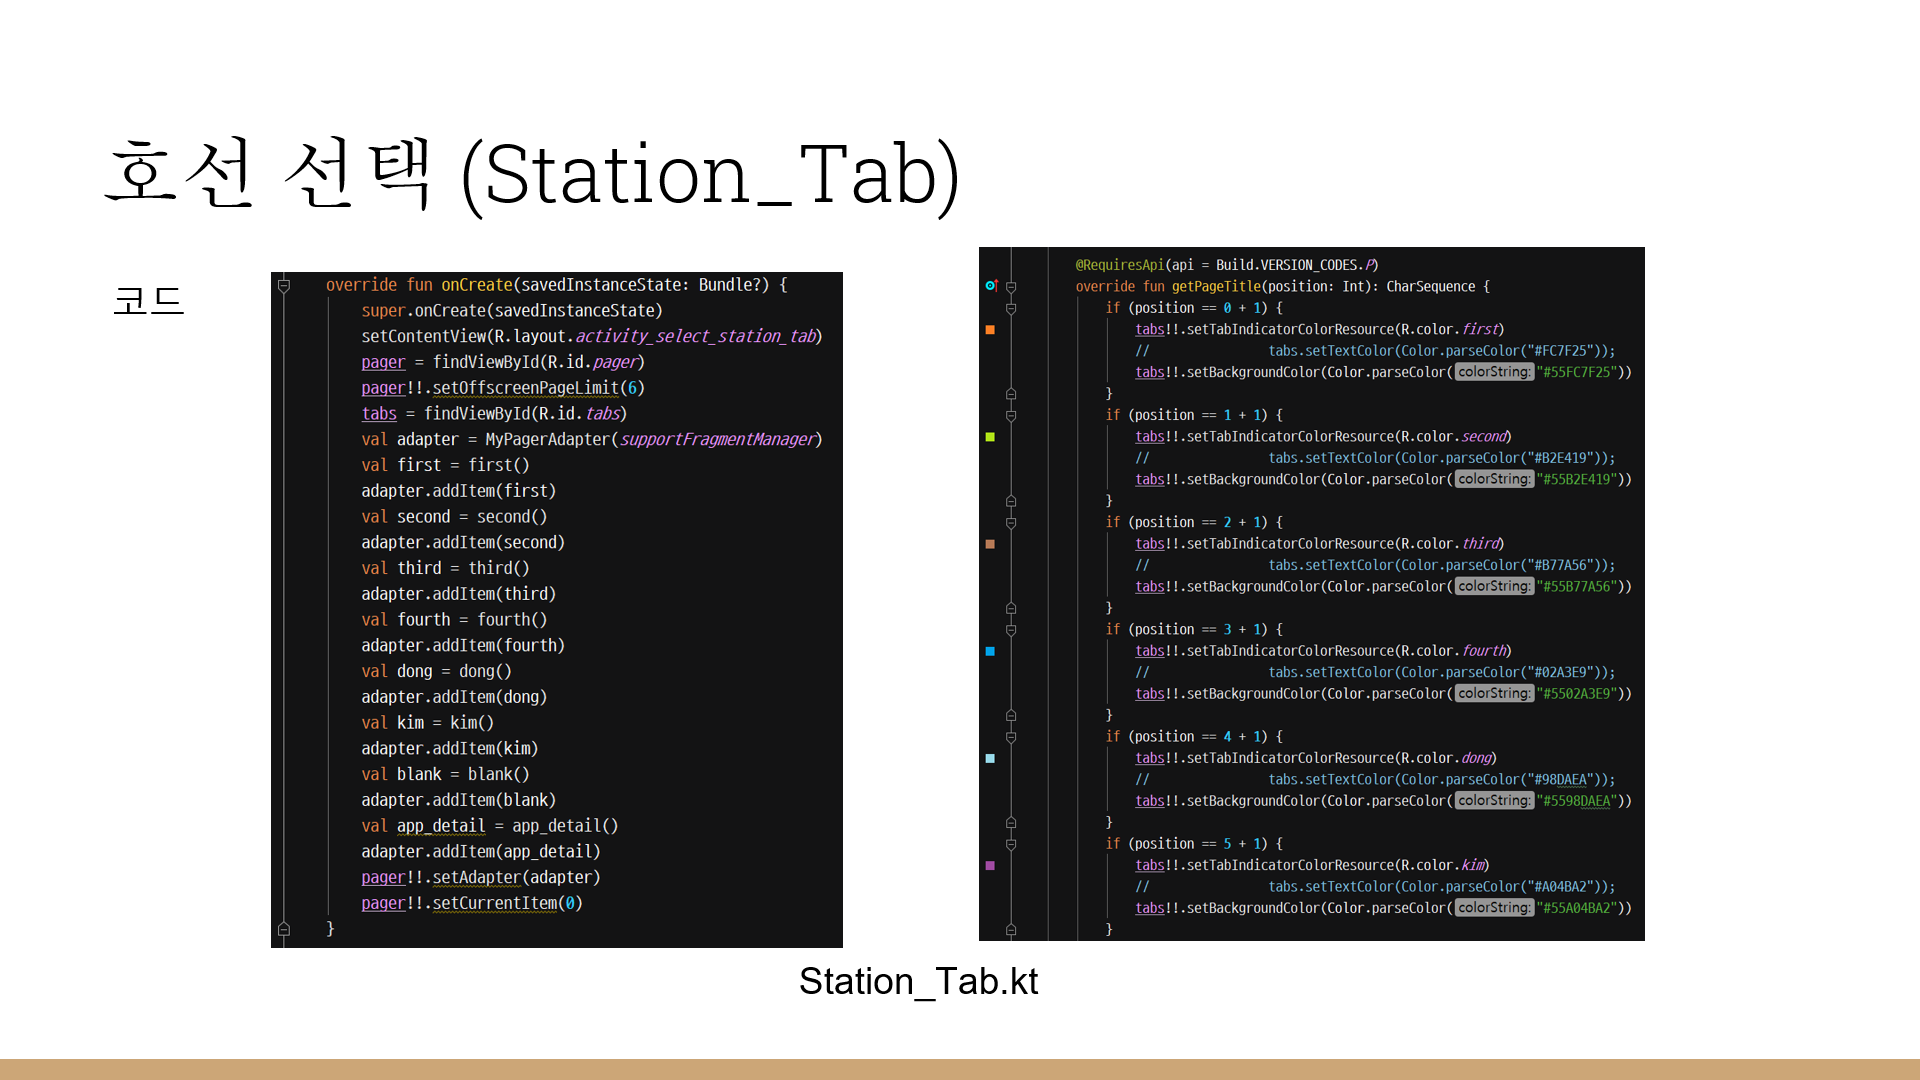 호선 선택 (Station_Tab)
코드
override fun onCreate(savedInstanceState: Bundle?) {
super.onCreate(savedInstanceState)
setContentView(R.layout.activity_select_station_tab)
pager = findViewById(R.id.pager)
pager!!.setOffscreenPageLimit(6)
tabs = findViewById(R.id.tabs)
val adapter = MyPagerAdapter(supportFragmentManager)
val first = first()
adapter.addItem(first)
val second = second()
adapter.addItem(second)
val third = third()
adapter.addItem(third)
val fourth = fourth()
adapter.addItem(fourth)
val dong = dong()
adapter.addItem(dong)
val kim = kim()
adapter.addItem(kim)
val blank = blank()
adapter.addItem(blank)
val app_detail = app_detail()
adapter.addItem(app_detail)
pager!!.setAdapter(adapter)
pager!!.setCurrentItem(0)
}
@RequiresApi(api = Build.VERSION_CODES.P)
override fun getPageTitle(position: Int): CharSequence {
if (position == 0 + 1) {
tabs!!.setTabIndicatorColorResource(R.color.first)
// tabs.setTextColor(Color.parseColor("#FC7F25"));
tabs!!.setBackgroundColor(Color.parseColor( colorString: "#55FC7F25"))
}
if (position == 1 + 1) {
tabs!!.setTabIndicatorColorResource(R.color.second)
// tabs.setTextColor(Color.parseColor("#B2E419"));
tabs!!.setBackgroundColor(Color.parseColor( colorString: "#55B2E419"))
}
if (position == 2 + 1) {
tabs!!.setTabIndicatorColorResource(R.color.third)
// tabs.setTextColor(Color.parseColor("#B77A56"));
tabs!!.setBackgroundColor(Color.parseColor( colorString: "#55B77A56"))
}
if (position == 3 + 1) {
tabs!!.setTabIndicatorColorResource(R.color.fourth)
// tabs.setTextColor(Color.parseColor("#02A3E9"));
tabs!!.setBackgroundColor(Color.parseColor( colorString: "#5502A3E9"))
}
if (position == 4 + 1) {
tabs!!.setTabIndicatorColorResource(R.color.dong)
// tabs.setTextColor(Color.parseColor("#98DAEA"));
tabs!!.setBackgroundColor(Color.parseColor( colorString: "#5598DAEA"))
}
if (position == 5 + 1) {
tabs!!.setTabIndicatorColorResource(R.color.kim)
// tabs.setTextColor(Color.parseColor("#A04BA2"));
tabs!!.setBackgroundColor(Color.parseColor( colorString: "#55A04BA2"))
}
Station_Tab.kt